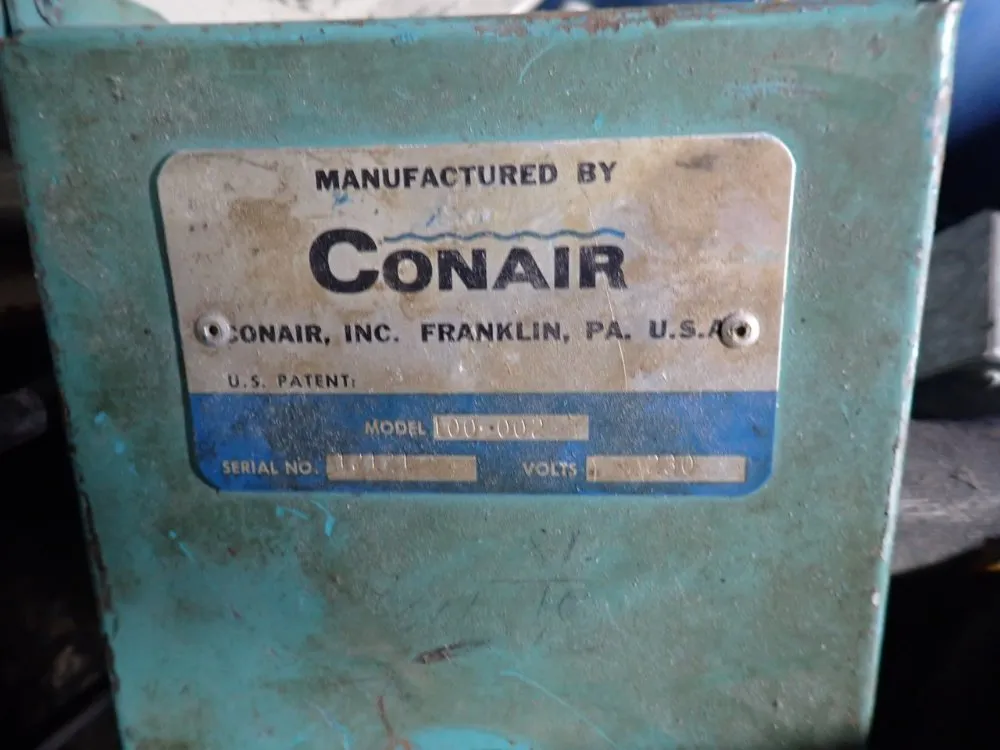 MANUFACTURED BY
CONAIR
CONAIR, INC. FRANKLIN, PA. U.S.A
U.S. PATENT:
MODEL 100-002
SERIAL NO.
VOLTS 230